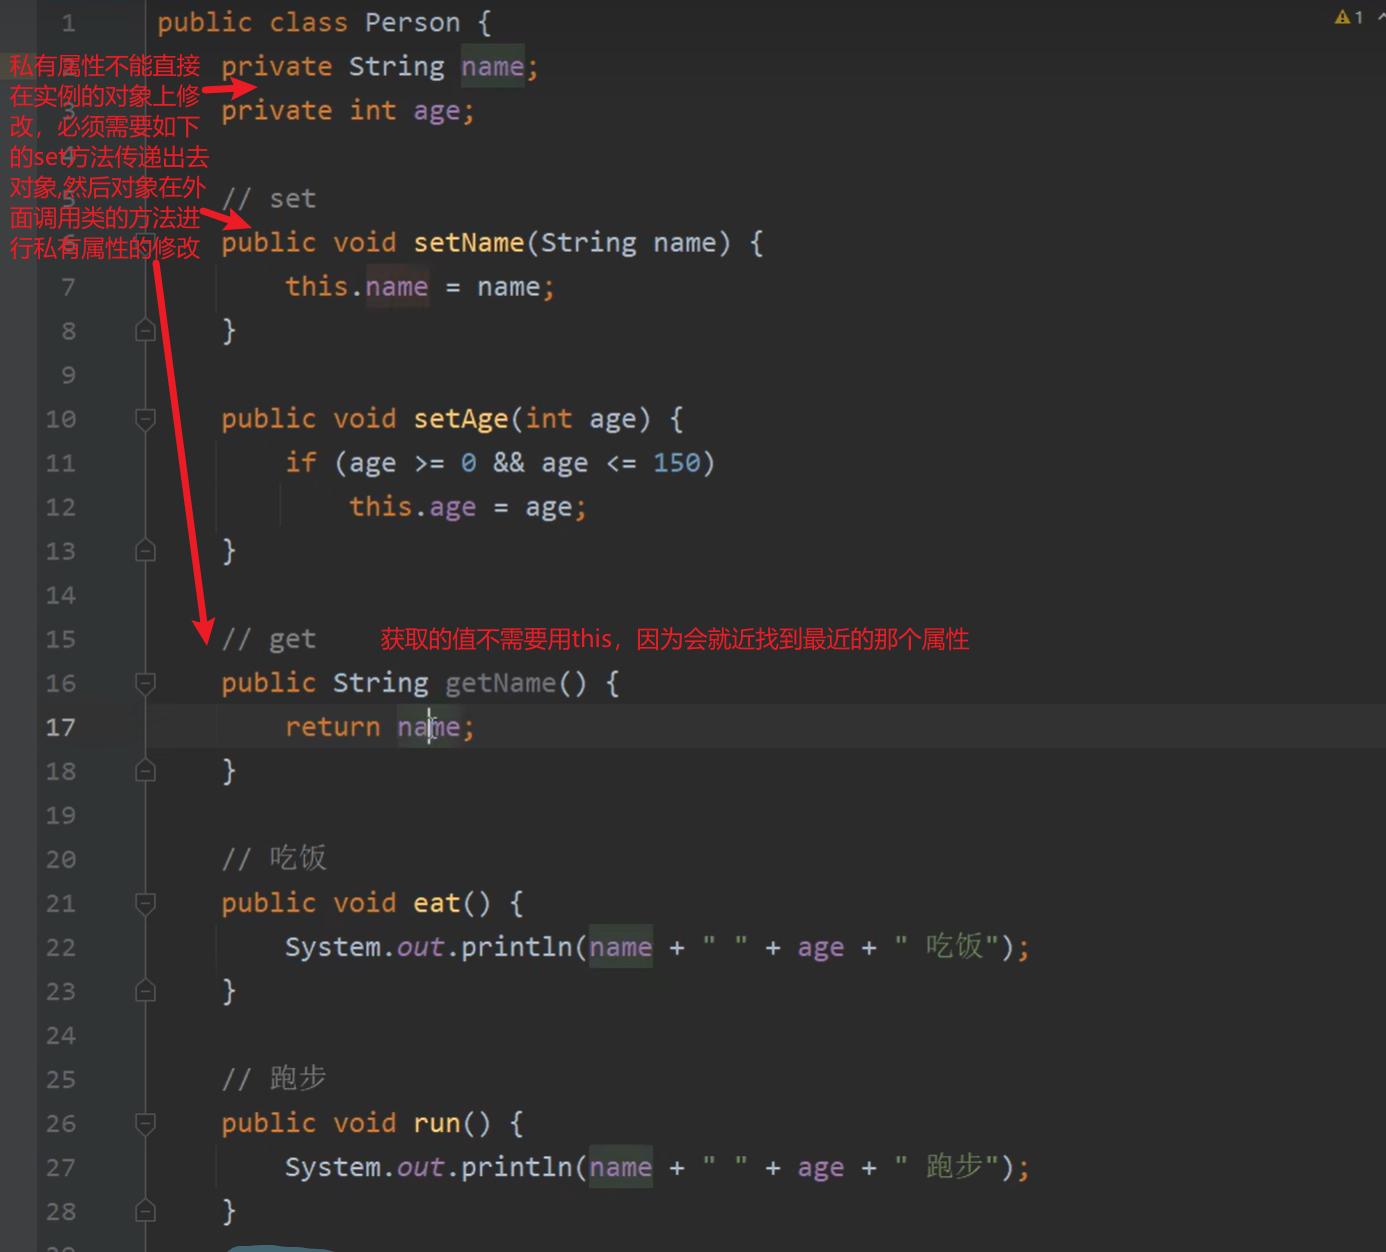 1 public class Person {
私有属性不能直接
private String name;
在实例的对象上修
3 private int age;
改，必须需要如下
的set方法传递出去
对象,然后对象在外
5 // set
面调用类的方法进
6 public void setName(String name) {
行私有属性的修改
7 this.name = name;
8 }
9
10 public void setAge(int age) {
11 if (age >= 0 && age <= 150)
12 this.age = age;
13 }
14
15 // get 获取的值不需要用this，因为会就近找到最近的那个属性
16 public String getName() {
17 return name;
18 }
19
20 // 吃饭
21 public void eat() {
22 System.out.println(name + " " + age + " 吃饭");
23 }
24
25 // 跑步
26 public void run() {
27 System.out.println(name + " " + age + " 跑步");
28 }
1